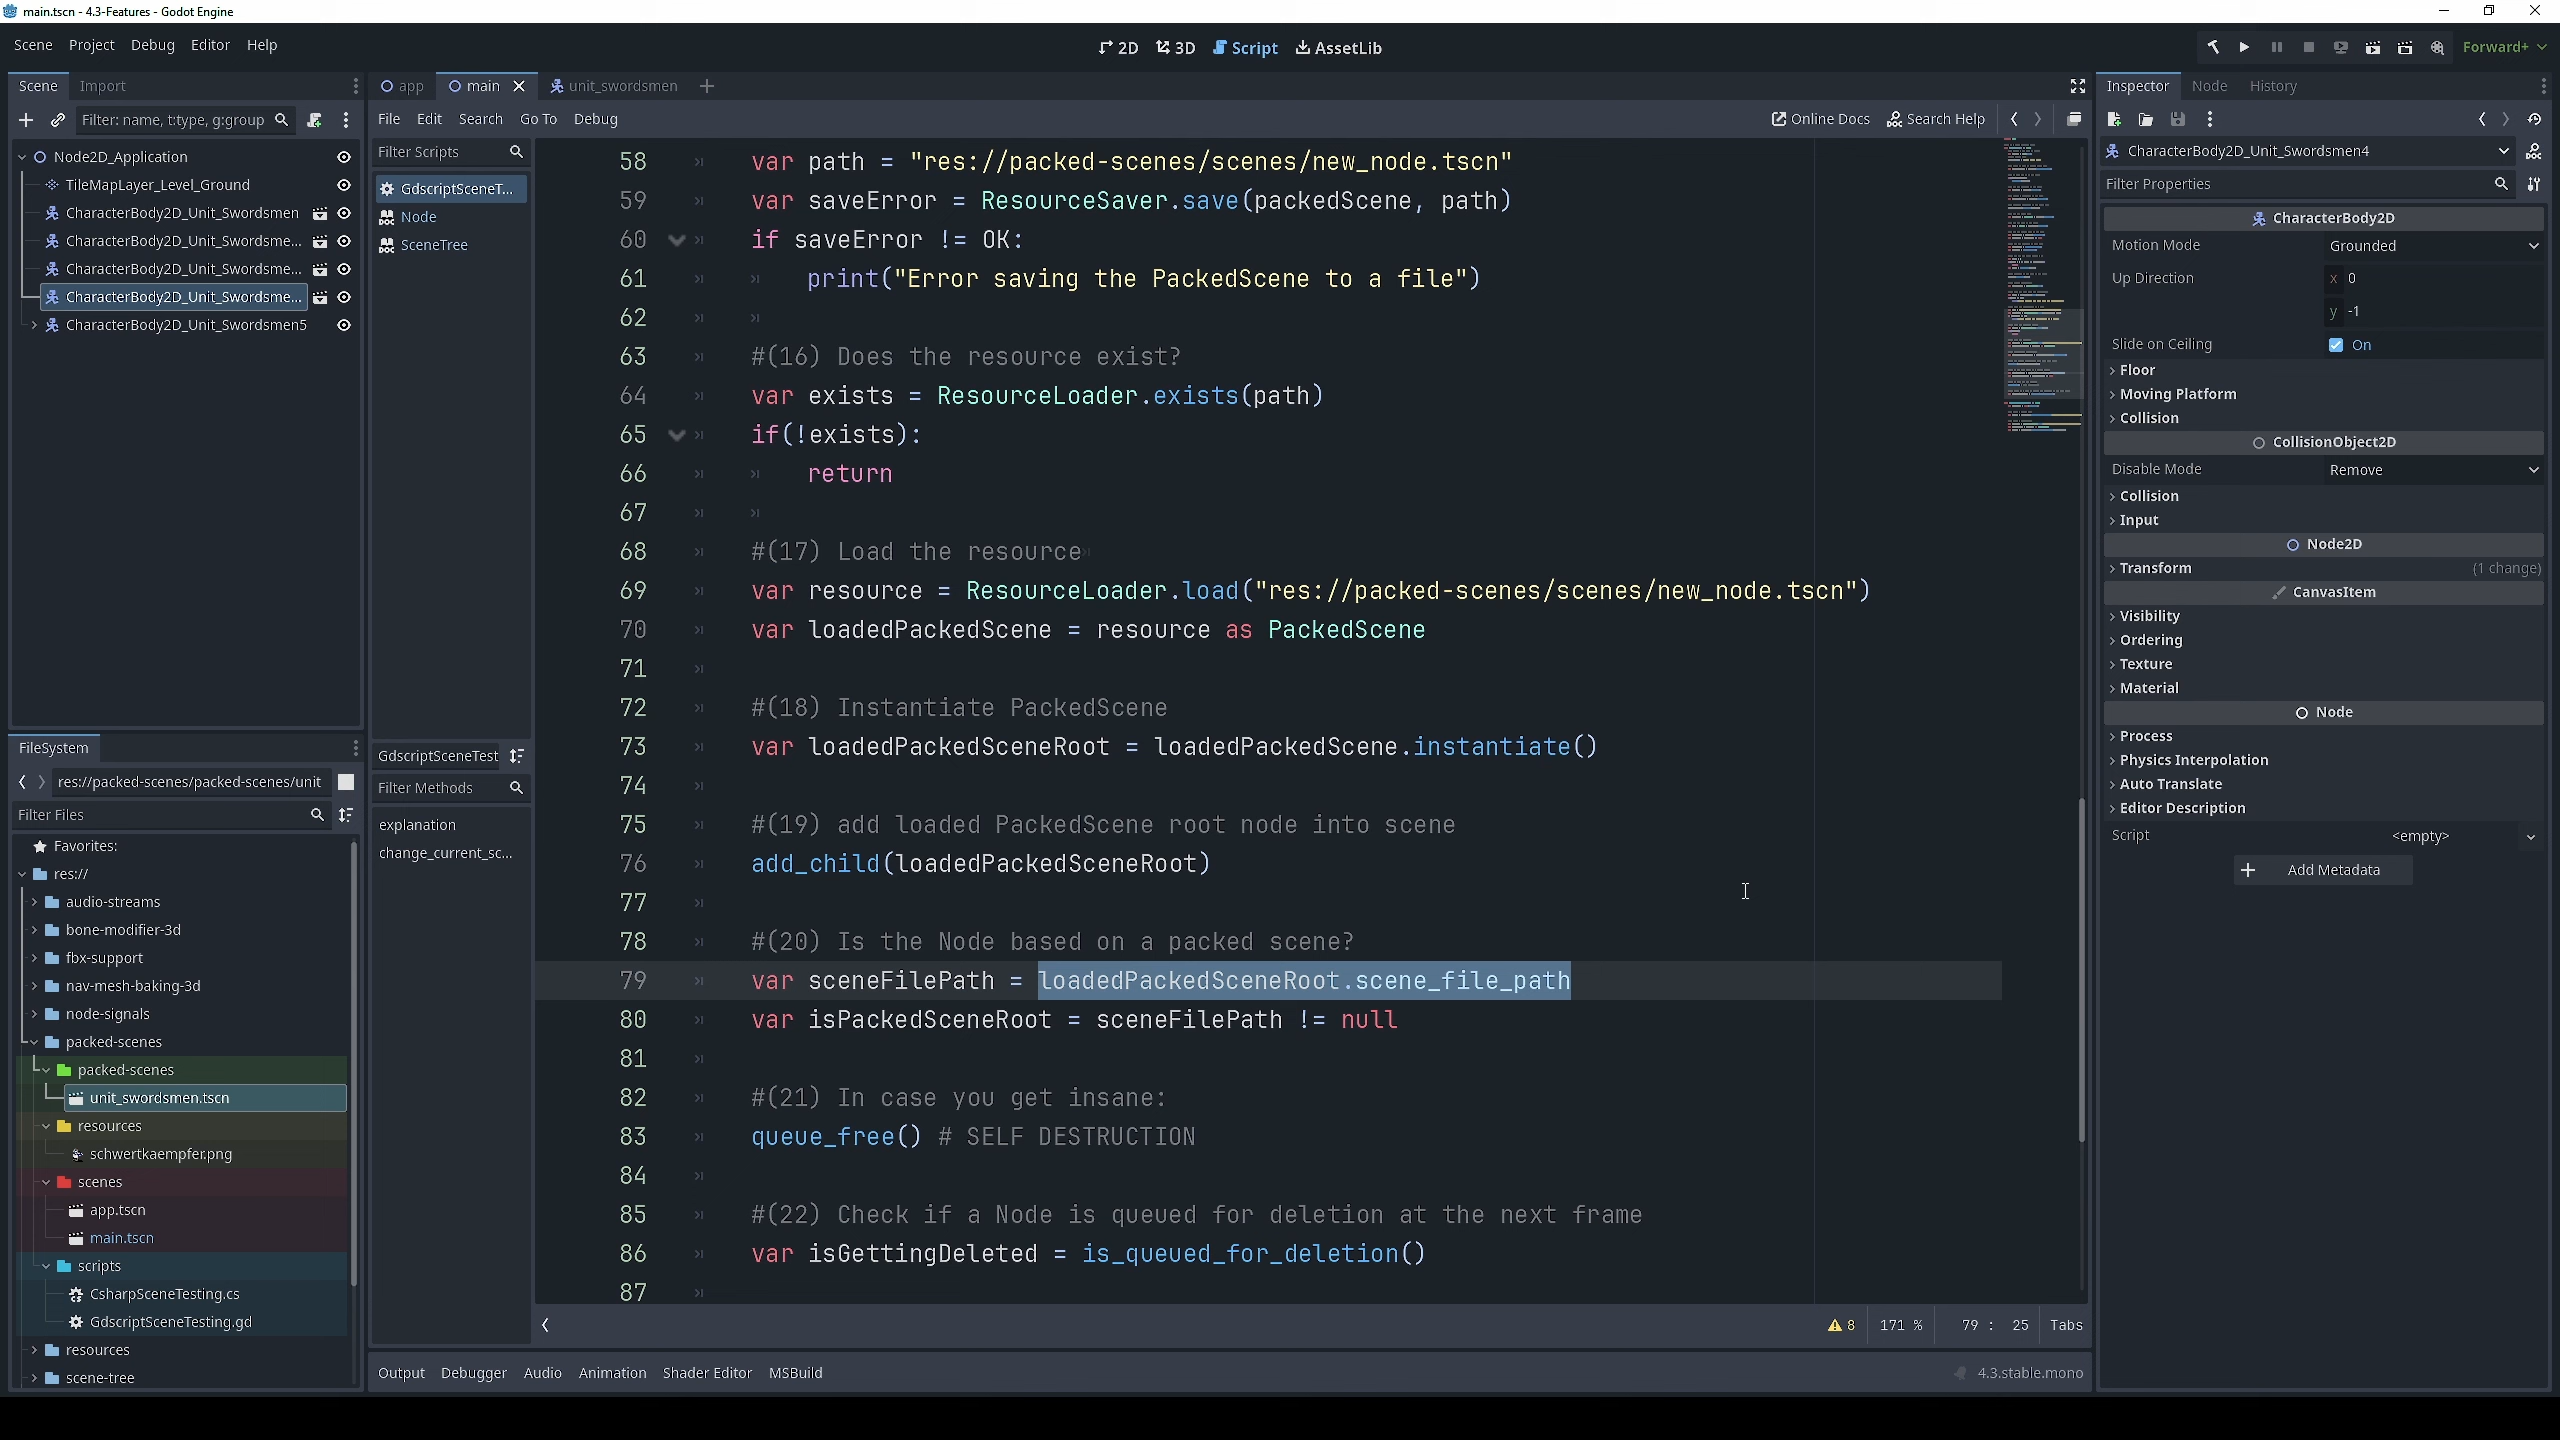 main.tscn - 4.3-Features - Godot Engine
Scene Project Debug Editor Help
2D 3D Script AssetLib
Forward+
Scene Import
app main unit_swordsmen
Inspector Node History
Filter: name, t:type, g:group
File Edit Search Go To Debug
Online Docs Search Help
Node2D_Application
TileMapLayer_Level_Ground
CharacterBody2D_Unit_Swordsmen
CharacterBody2D_Unit_Swordsme...
CharacterBody2D_Unit_Swordsme...
CharacterBody2D_Unit_Swordsme...
CharacterBody2D_Unit_Swordsmen5
Filter Scripts
GdscriptSceneT...
Node
SceneTree
GdscriptSceneTest
Filter Methods
explanation
change_current_sc...
FileSystem
res://packed-scenes/packed-scenes/unit
Filter Files
Favorites:
res://
audio-streams
bone-modifier-3d
fbx-support
nav-mesh-baking-3d
node-signals
packed-scenes
packed-scenes
unit_swordsmen.tscn
resources
schwertkaempfer.png
scenes
app.tscn
main.tscn
scripts
CsharpSceneTesting.cs
GdscriptSceneTesting.gd
resources
scene-tree
58 var path = "res://packed-scenes/scenes/new_node.tscn"
59 var saveError = ResourceSaver.save(packedScene, path)
60 if saveError != OK:
61 print("Error saving the PackedScene to a file")
62
63 #(16) Does the resource exist?
64 var exists = ResourceLoader.exists(path)
65 if(!exists):
66 return
67
68 #(17) Load the resource
69 var resource = ResourceLoader.load("res://packed-scenes/scenes/new_node.tscn")
70 var loadedPackedScene = resource as PackedScene
71
72 #(18) Instantiate PackedScene
73 var loadedPackedSceneRoot = loadedPackedScene.instantiate()
74
75 #(19) add loaded PackedScene root node into scene
76 add_child(loadedPackedSceneRoot)
77
78 #(20) Is the Node based on a packed scene?
79 var sceneFilePath = loadedPackedSceneRoot.scene_file_path
80 var isPackedSceneRoot = sceneFilePath != null
81
82 #(21) In case you get insane:
83 queue_free() # SELF DESTRUCTION
84
85 #(22) Check if a Node is queued for deletion at the next frame
86 var isGettingDeleted = is_queued_for_deletion()
87
8 171 % 79 : 25 Tabs
Output Debugger Audio Animation Shader Editor MSBuild
4.3.stable.mono
CharacterBody2D_Unit_Swordsmen4
Filter Properties
CharacterBody2D
Motion Mode Grounded
Up Direction x 0
y -1
Slide on Ceiling On
Floor
Moving Platform
Collision
CollisionObject2D
Disable Mode Remove
Collision
Input
Node2D
Transform (1 change)
CanvasItem
Visibility
Ordering
Texture
Material
Node
Process
Physics Interpolation
Auto Translate
Editor Description
Script <empty>
Add Metadata